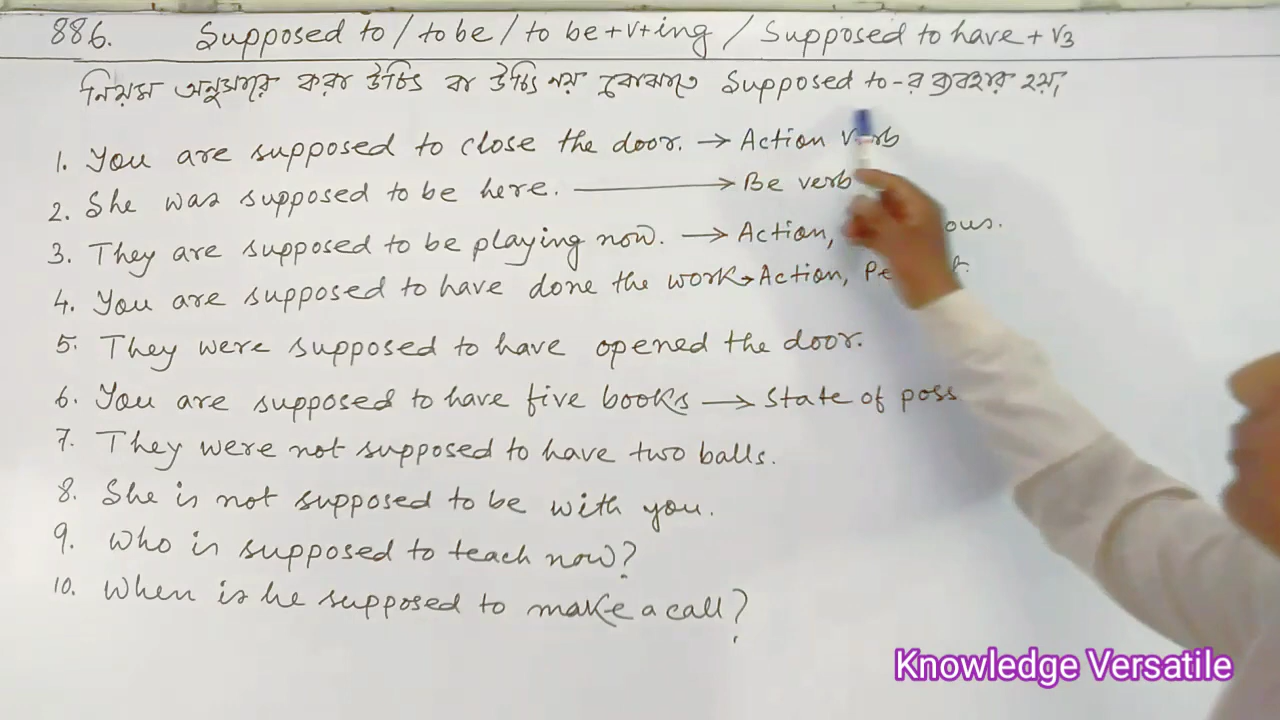 886. Supposed to / to be / to be + v + ing / Supposed to have + v3
নিয়ম অনুসারে করা উচিৎ বা উচিৎ নয় বোঝাতে Supposed to-র ব্যবহার হয়,
1. You are supposed to close the door. → Action verb
2. She was supposed to be here. → Be verb
3. They are supposed to be playing now. → Action,
4. You are supposed to have done the work → Action,
5. They were supposed to have opened the door.
6. You are supposed to have five books → State of poss
7. They were not supposed to have two balls.
8. She is not supposed to be with you.
9. Who is supposed to teach now?
10. When is he supposed to make a call?
Knowledge Versatile